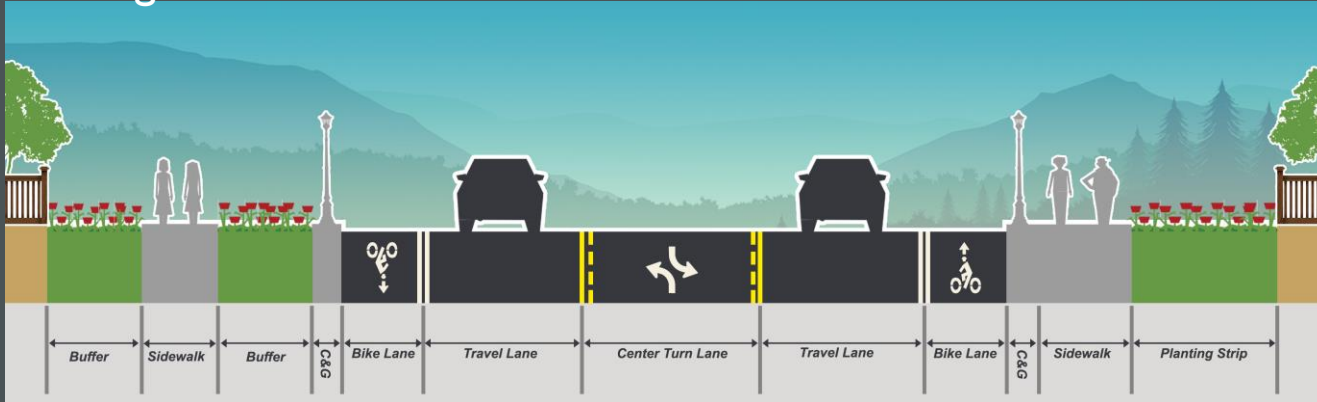 Buffer
Sidewalk
Buffer
C&G
Bike Lane
Travel Lane
Center Turn Lane
Travel Lane
Bike Lane
C&G
Sidewalk
Planting Strip